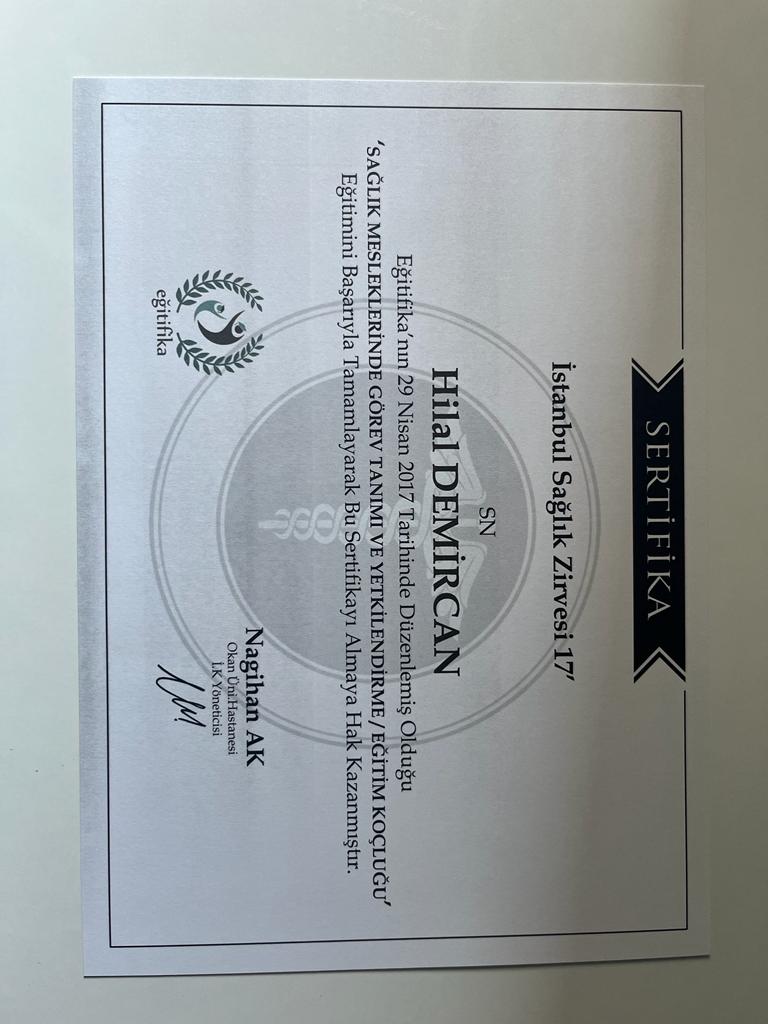 SERTİFİKA
İstanbul Sağlık Zirvesi 17'
SN
Hilal DEMİRCAN
Eğitifika'nın 29 Nisan 2017 Tarihinde Düzenlemiş Olduğu
'SAĞLIK MESLEKLERİNDE GÖREV TANIMI VE YETKİLENDİRME / EĞİTİM KOÇLUĞU'
Eğitimini Başarıyla Tamamlayarak Bu Sertifikayı Almaya Hak Kazanmıştır.
eğitifika
Nagihan AK
Okan Üni.Hastanesi
İ.K Yöneticisi